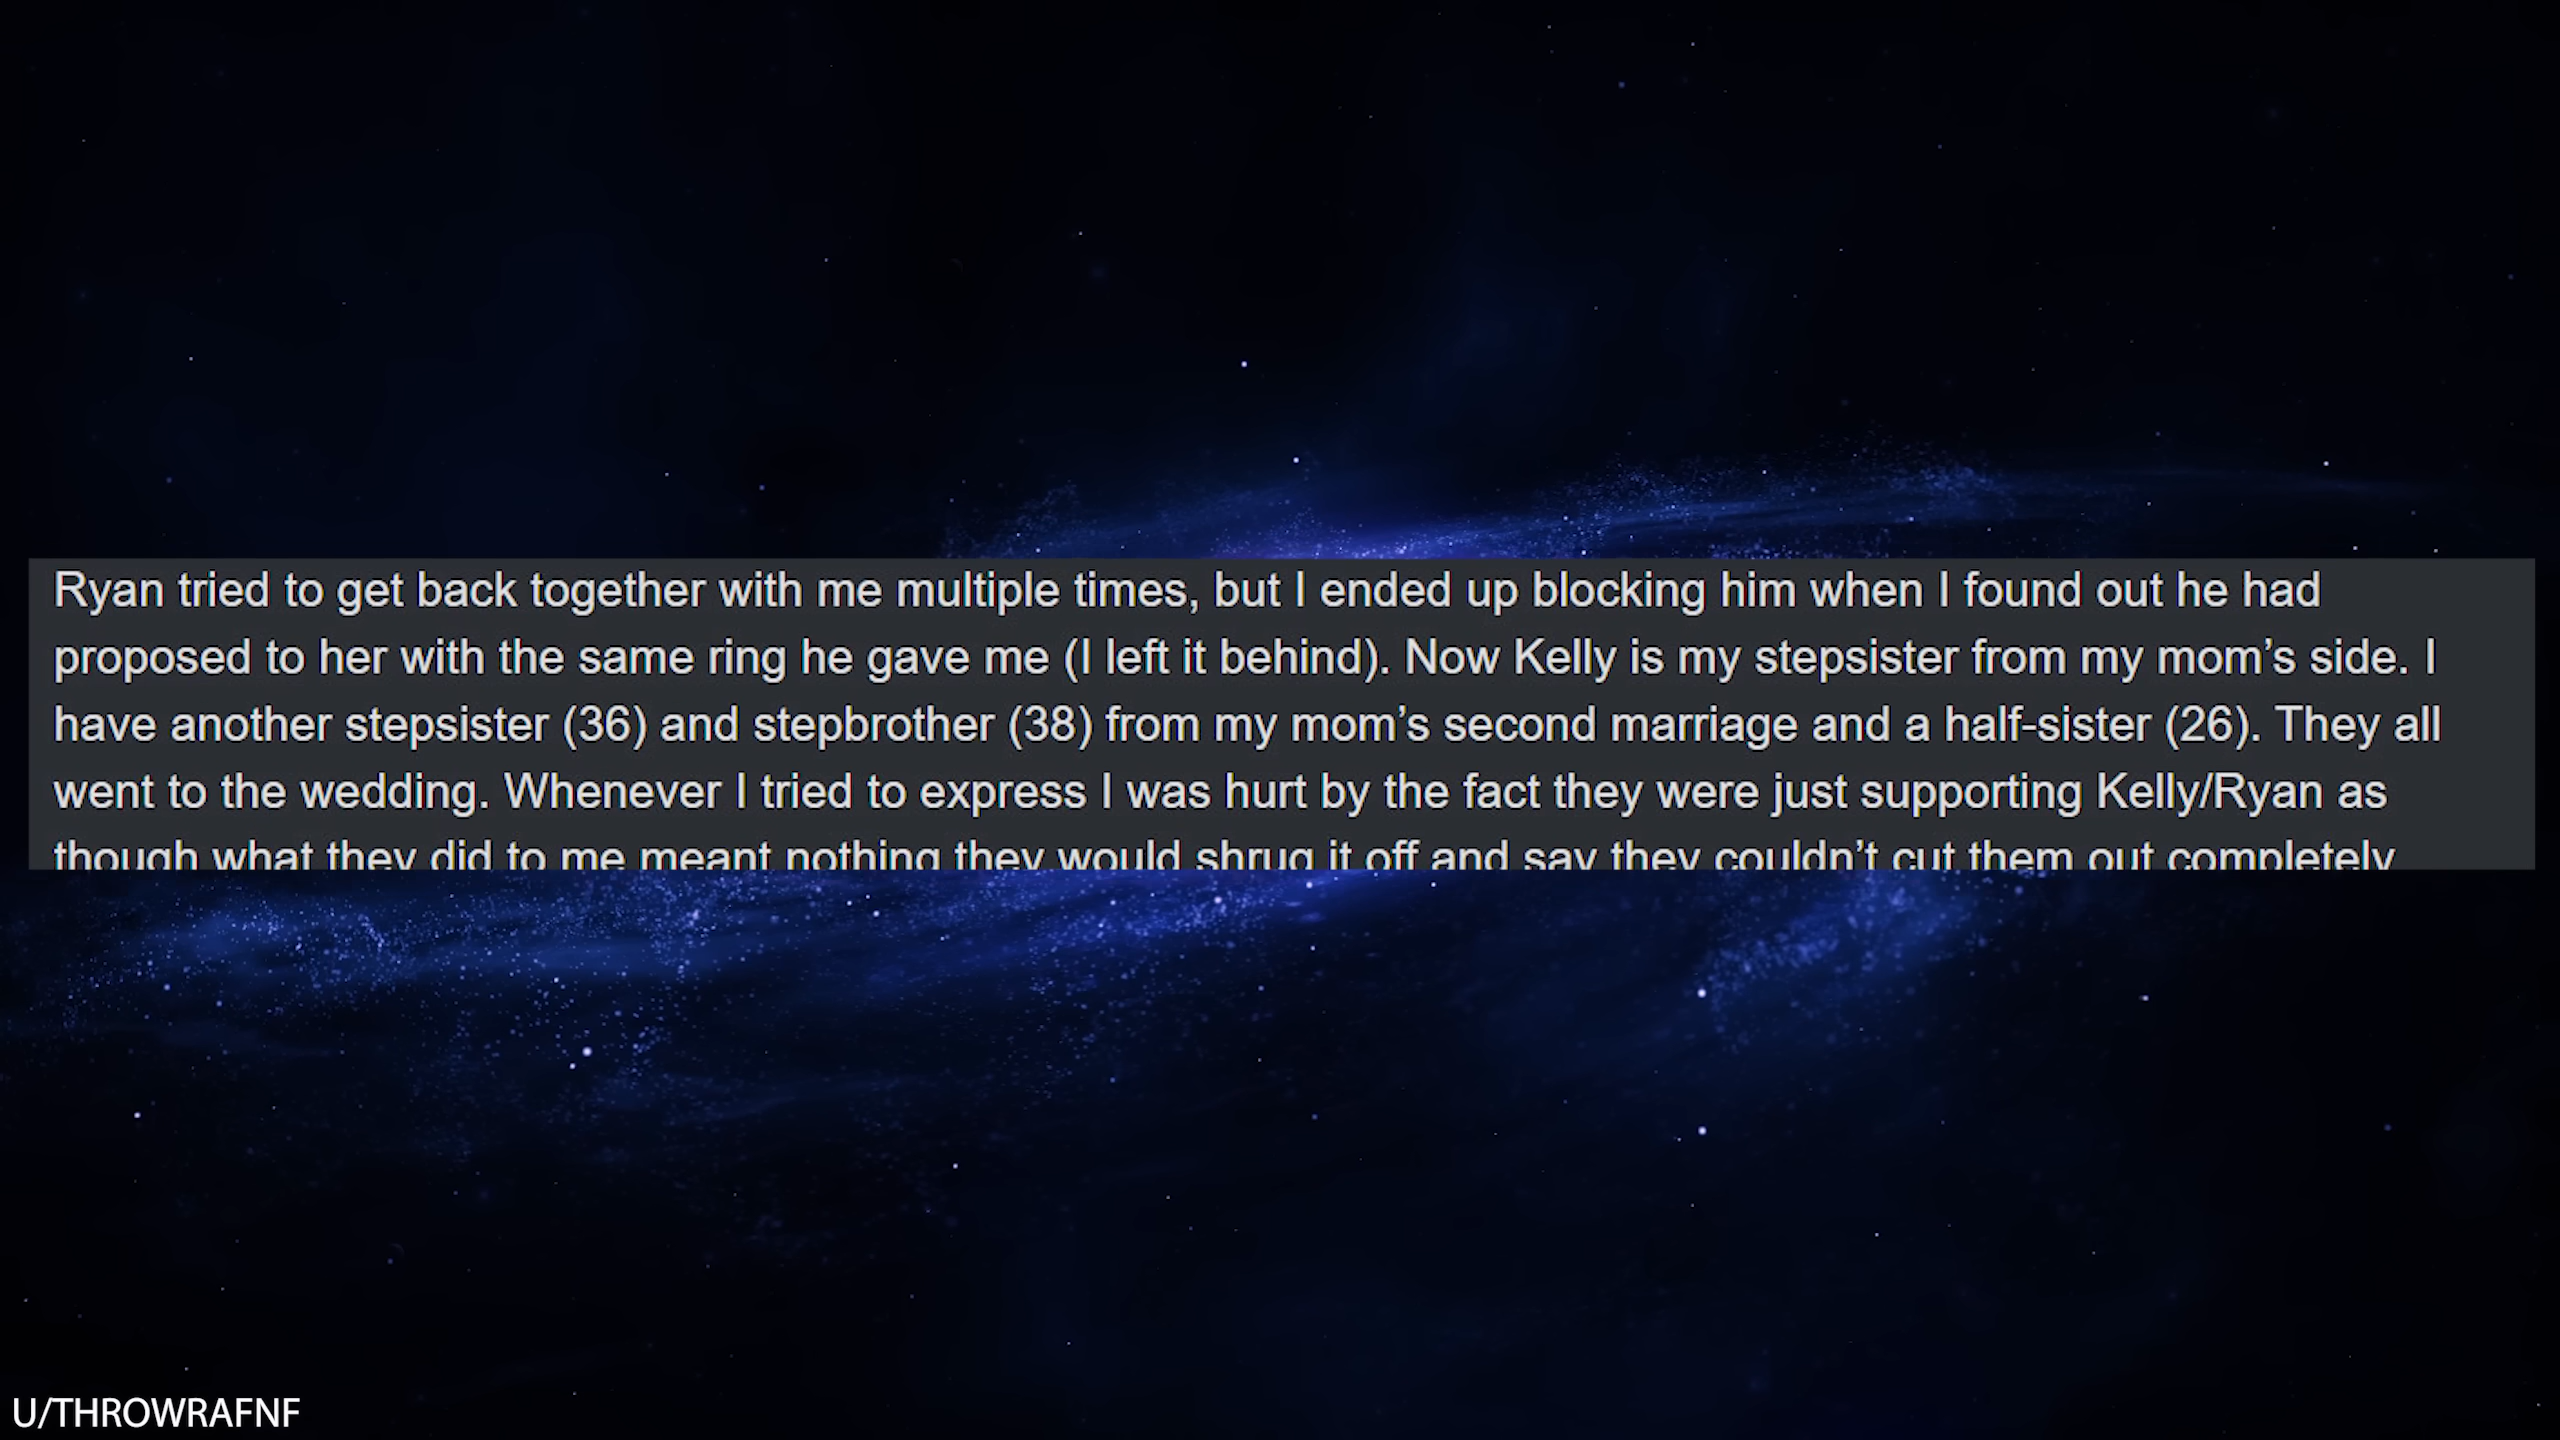 Ryan tried to get back together with me multiple times, but I ended up blocking him when I found out he had
proposed to her with the same ring he gave me (I left it behind). Now Kelly is my stepsister from my mom’s side. I
have another stepsister (36) and stepbrother (38) from my mom’s second marriage and a half-sister (26). They all
went to the wedding. Whenever I tried to express I was hurt by the fact they were just supporting Kelly/Ryan as
though what they did to me meant nothing they would shrug it off and say they couldn’t cut them out completely
U/THROWRAFNF